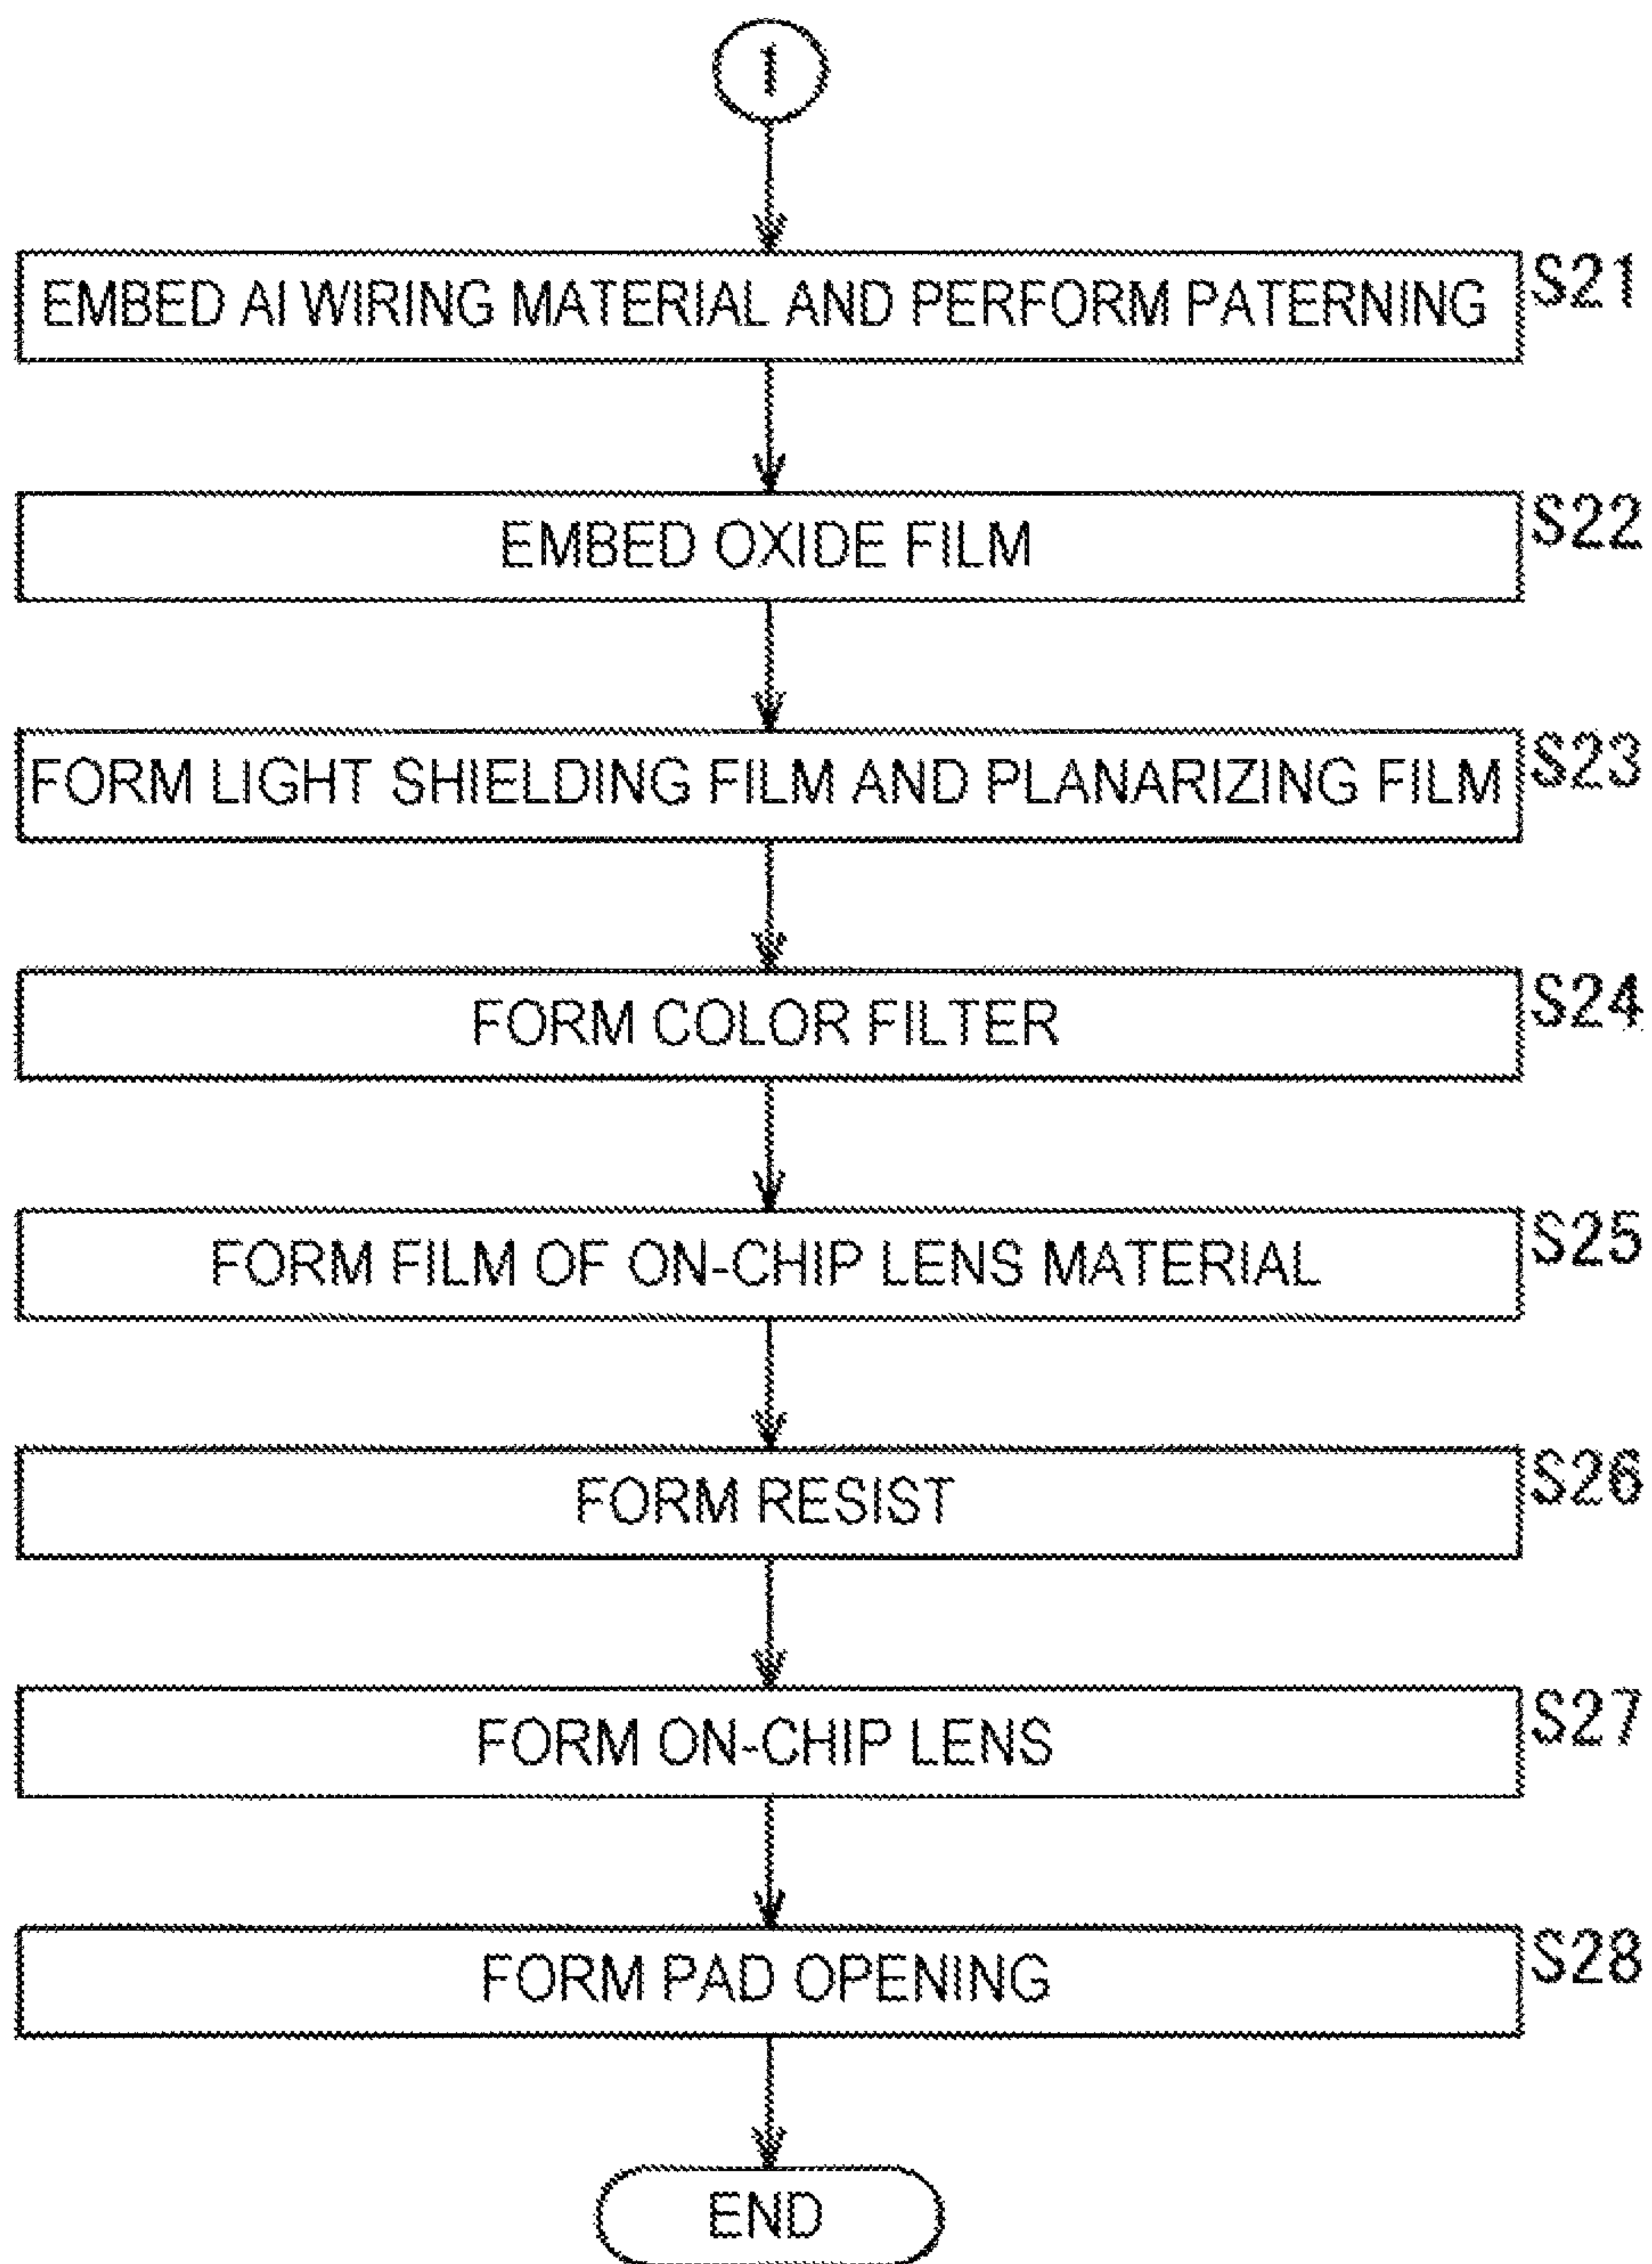 1
EMBED Al WIRING MATERIAL AND PERFORM PATERNING S21
EMBED OXIDE FILM S22
FORM LIGHT SHIELDING FILM AND PLANARIZING FILM S23
FORM COLOR FILTER S24
FORM FILM OF ON-CHIP LENS MATERIAL S25
FORM RESIST S26
FORM ON-CHIP LENS S27
FORM PAD OPENING S28
END